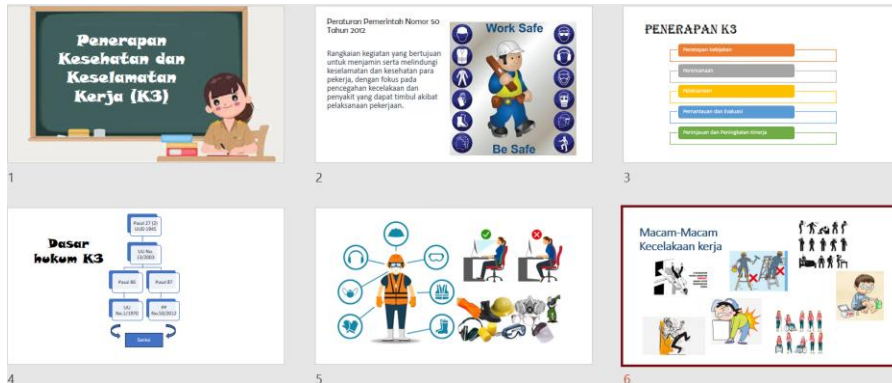 Penerapan
Kesehatan dan
Keselamatan
Kerja (K3)
1
Peraturan Pemerintah Nomor 50
Tahun 2012
Rangkaian kegiatan yang bertujuan
untuk menjamin serta melindungi
keselamatan dan kesehatan para
pekerja, dengan fokus pada
pencegahan kecelakaan dan
penyakit yang dapat timbul akibat
pelaksanaan pekerjaan.
Work Safe
Be Safe
2
PENERAPAN K3
Penetapan kebijakan
Perencanaan
Pelaksanaan
Pemantauan dan Evaluasi
Peninjauan dan Peningkatan Kinerja
3
Dasar
hukum K3
Pasal 27 (2)
UUD 1945
UU No.
13/2003
Pasal 86
Pasal 87
UU
No.1/1970
PP
No.50/2012
Sanksi
4
5
Macam-Macam
Kecelakaan kerja
6